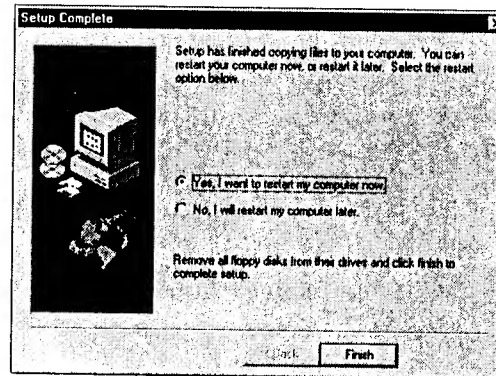 Setup Complete
Setup has finished copying files to your computer. You can
restart your computer now, or restart it later. Select the restart
option below.
Yes, I want to restart my computer now.
No, I will restart my computer later.
Remove all floppy disks from their drives and click finish to
complete setup.
Finish